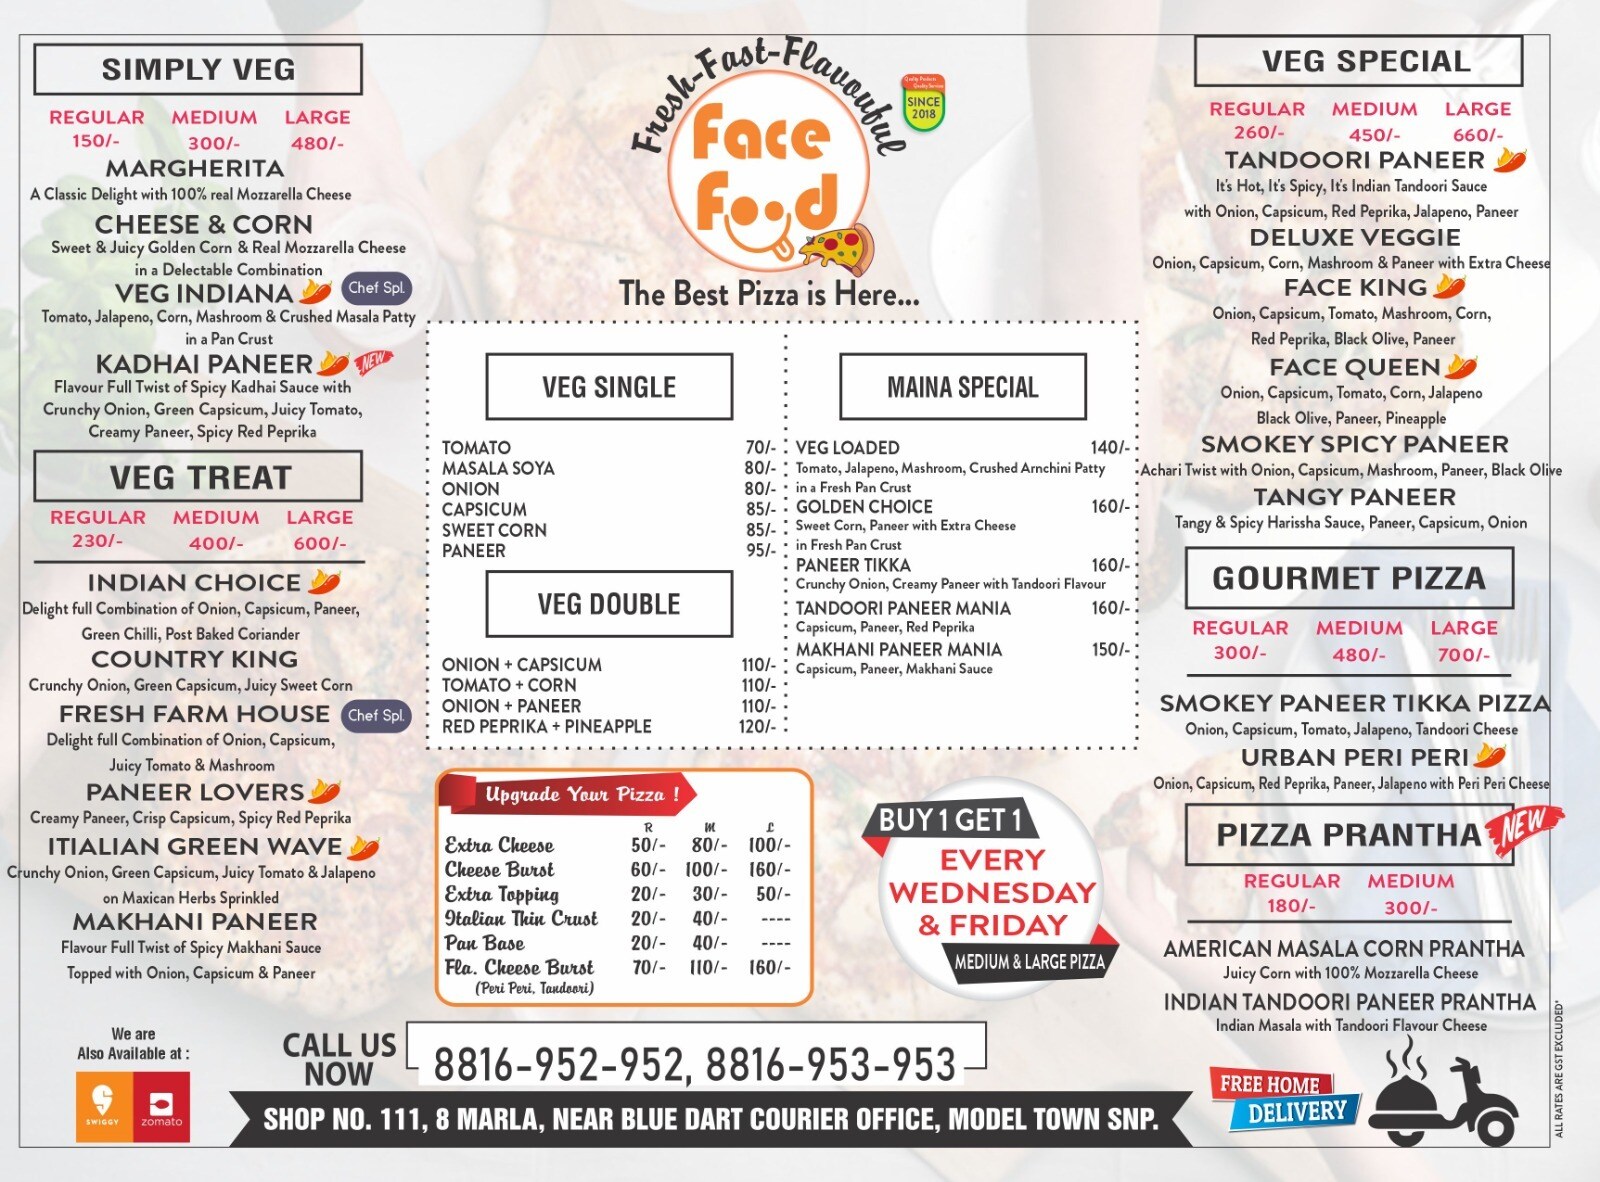 SIMPLY VEG
REGULAR MEDIUM LARGE
150/- 300/- 480/-
MARGHERITA
A Classic Delight with 100% real Mozzarella Cheese
CHEESE & CORN
Sweet & Juicy Golden Corn & Real Mozzarella Cheese
in a Delectable Combination
VEG INDIANA Chef Spl.
Tomato, Jalapeno, Corn, Mashroom & Crushed Masala Patty
in a Pan Crust
KADHAI PANEER NEW
Flavour Full Twist of Spicy Kadhai Sauce with
Crunchy Onion, Green Capsicum, Juicy Tomato,
Creamy Paneer, Spicy Red Peprika
VEG TREAT
REGULAR MEDIUM LARGE
230/- 400/- 600/-
INDIAN CHOICE
Delight full Combination of Onion, Capsicum, Paneer,
Green Chilli, Post Baked Coriander
COUNTRY KING
Crunchy Onion, Green Capsicum, Juicy Sweet Corn
FRESH FARM HOUSE Chef Spl.
Delight full Combination of Onion, Capsicum,
Juicy Tomato & Mashroom
PANEER LOVERS
Creamy Paneer, Crisp Capsicum, Spicy Red Peprika
ITIALIAN GREEN WAVE
Crunchy Onion, Green Capsicum, Juicy Tomato & Jalapeno
on Maxican Herbs Sprinkled
MAKHANI PANEER
Flavour Full Twist of Spicy Makhani Sauce
Topped with Onion, Capsicum & Paneer
Fresh-Fast-Flavouful
Face
Food
Quality Products
Quality Services
SINCE
2018
The Best Pizza is Here...
VEG SINGLE
TOMATO 70/-
MASALA SOYA 80/-
ONION 80/-
CAPSICUM 85/-
SWEET CORN 85/-
PANEER 95/-
VEG DOUBLE
ONION + CAPSICUM 110/-
TOMATO + CORN 110/-
ONION + PANEER 110/-
RED PEPRIKA + PINEAPPLE 120/-
MAINA SPECIAL
VEG LOADED 140/-
Tomato, Jalapeno, Mashroom, Crushed Arnchini Patty
in a Fresh Pan Crust
GOLDEN CHOICE 160/-
Sweet Corn, Paneer with Extra Cheese
in Fresh Pan Crust
PANEER TIKKA 160/-
Crunchy Onion, Creamy Paneer with Tandoori Flavour
TANDOORI PANEER MANIA 160/-
Capsicum, Paneer, Red Peprika
MAKHANI PANEER MANIA 150/-
Capsicum, Paneer, Makhani Sauce
Upgrade Your Pizza !
R M L
Extra Cheese 50/- 80/- 100/-
Cheese Burst 60/- 100/- 160/-
Extra Topping 20/- 30/- 50/-
Italian Thin Crust 20/- 40/- ----
Pan Base 20/- 40/- ----
Fla. Cheese Burst 70/- 110/- 160/-
(Peri Peri, Tandoori)
BUY 1 GET 1
EVERY
WEDNESDAY
& FRIDAY
MEDIUM & LARGE PIZZA
VEG SPECIAL
REGULAR MEDIUM LARGE
260/- 450/- 660/-
TANDOORI PANEER
It's Hot, It's Spicy, It's Indian Tandoori Sauce
with Onion, Capsicum, Red Peprika, Jalapeno, Paneer
DELUXE VEGGIE
Onion, Capsicum, Corn, Mashroom & Paneer with Extra Cheese
FACE KING
Onion, Capsicum, Tomato, Mashroom, Corn,
Red Peprika, Black Olive, Paneer
FACE QUEEN
Onion, Capsicum, Tomato, Corn, Jalapeno
Black Olive, Paneer, Pineapple
SMOKEY SPICY PANEER
Achari Twist with Onion, Capsicum, Mashroom, Paneer, Black Olive
TANGY PANEER
Tangy & Spicy Harissha Sauce, Paneer, Capsicum, Onion
GOURMET PIZZA
REGULAR MEDIUM LARGE
300/- 480/- 700/-
SMOKEY PANEER TIKKA PIZZA
Onion, Capsicum, Tomato, Jalapeno, Tandoori Cheese
URBAN PERI PERI
Onion, Capsicum, Red Peprika, Paneer, Jalapeno with Peri Peri Cheese
PIZZA PRANTHA NEW
REGULAR MEDIUM
180/- 300/-
AMERICAN MASALA CORN PRANTHA
Juicy Corn with 100% Mozzarella Cheese
INDIAN TANDOORI PANEER PRANTHA
Indian Masala with Tandoori Flavour Cheese
We are
Also Available at :
SWIGGY
zomato
CALL US
NOW
8816-952-952, 8816-953-953
SHOP NO. 111, 8 MARLA, NEAR BLUE DART COURIER OFFICE, MODEL TOWN SNP.
FREE HOME
DELIVERY
ALL RATES ARE GST EXCLUDED*